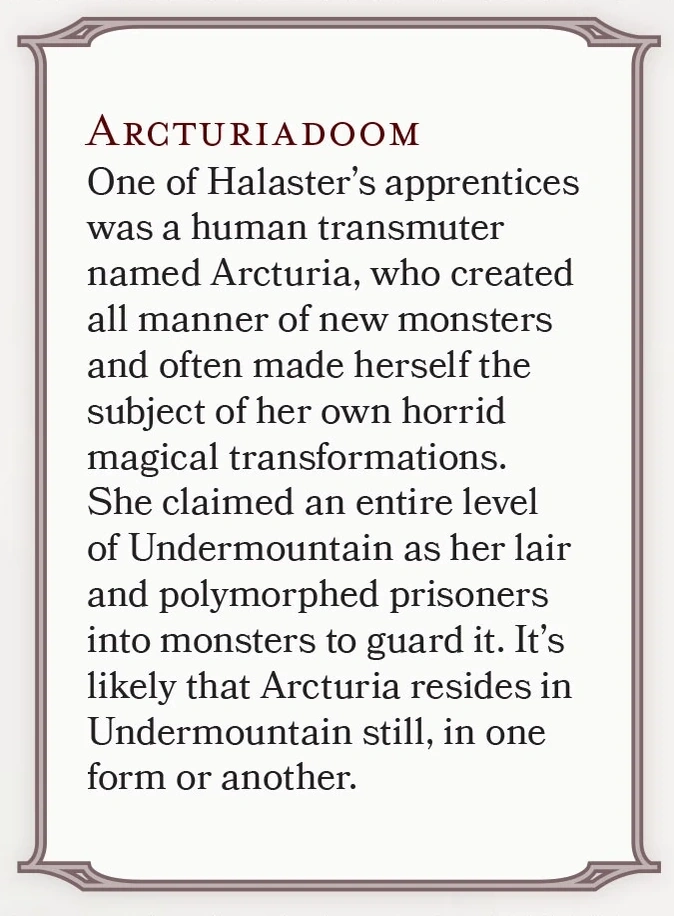 Arcturiadoom
One of Halaster’s apprentices
was a human transmuter
named Arcturia, who created
all manner of new monsters
and often made herself the
subject of her own horrid
magical transformations.
She claimed an entire level
of Undermountain as her lair
and polymorphed prisoners
into monsters to guard it. It’s
likely that Arcturia resides in
Undermountain still, in one
form or another.